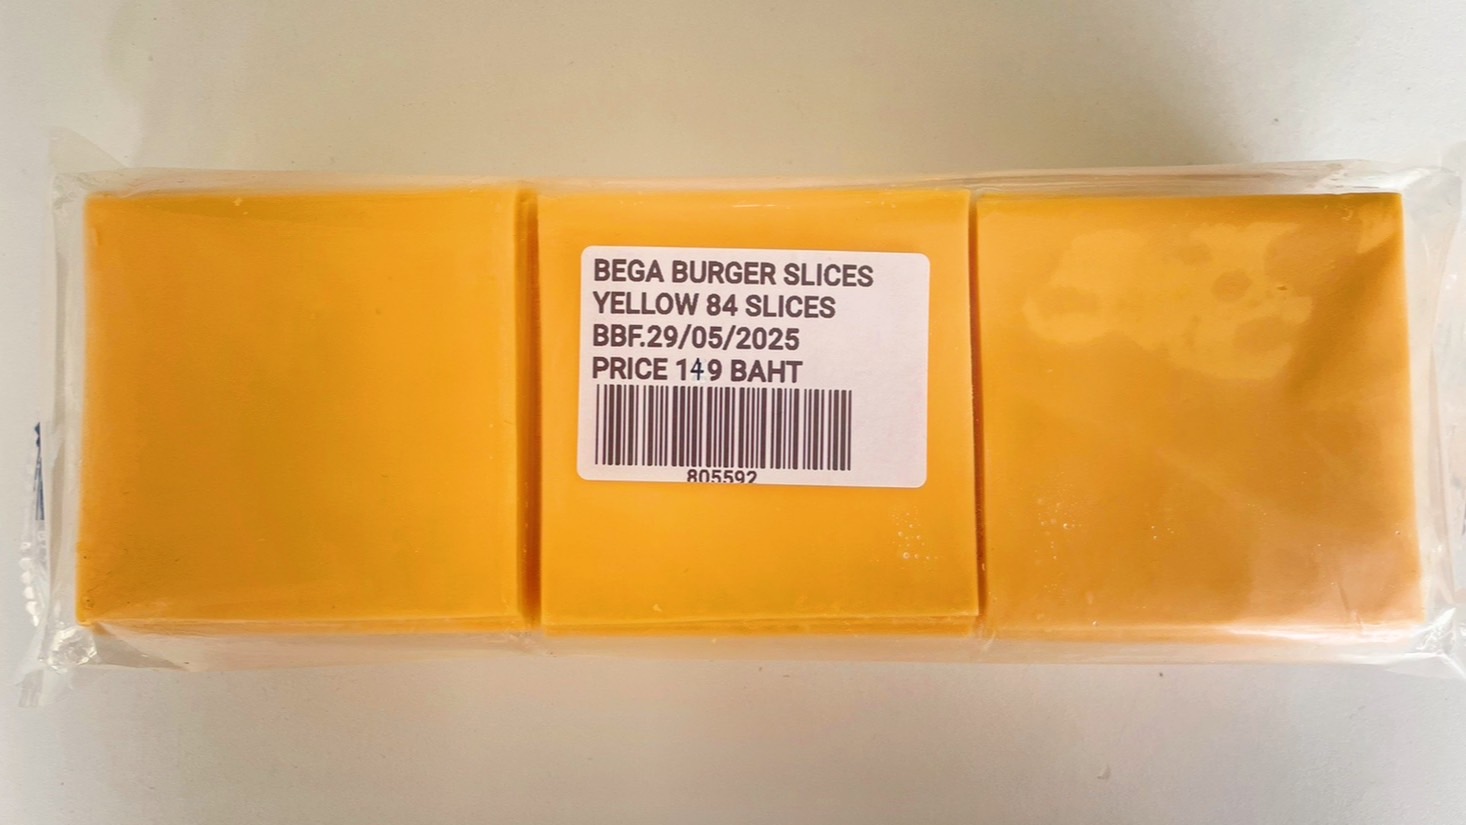 BEGA BURGER SLICES
YELLOW 84 SLICES
BBF.29/05/2025
PRICE 149 BAHT
805592